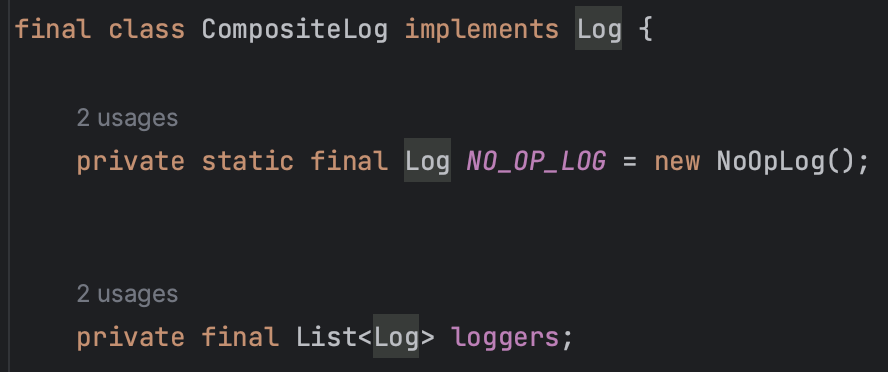 final class CompositeLog implements Log {
2 usages
private static final Log NO_OP_LOG = new NoOpLog();
2 usages
private final List<Log> loggers;